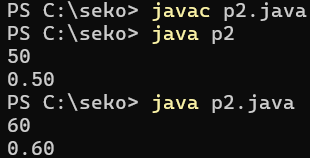 PS C:\seko> javac p2.java
PS C:\seko> java p2
50
0.50
PS C:\seko> java p2.java
60
0.60